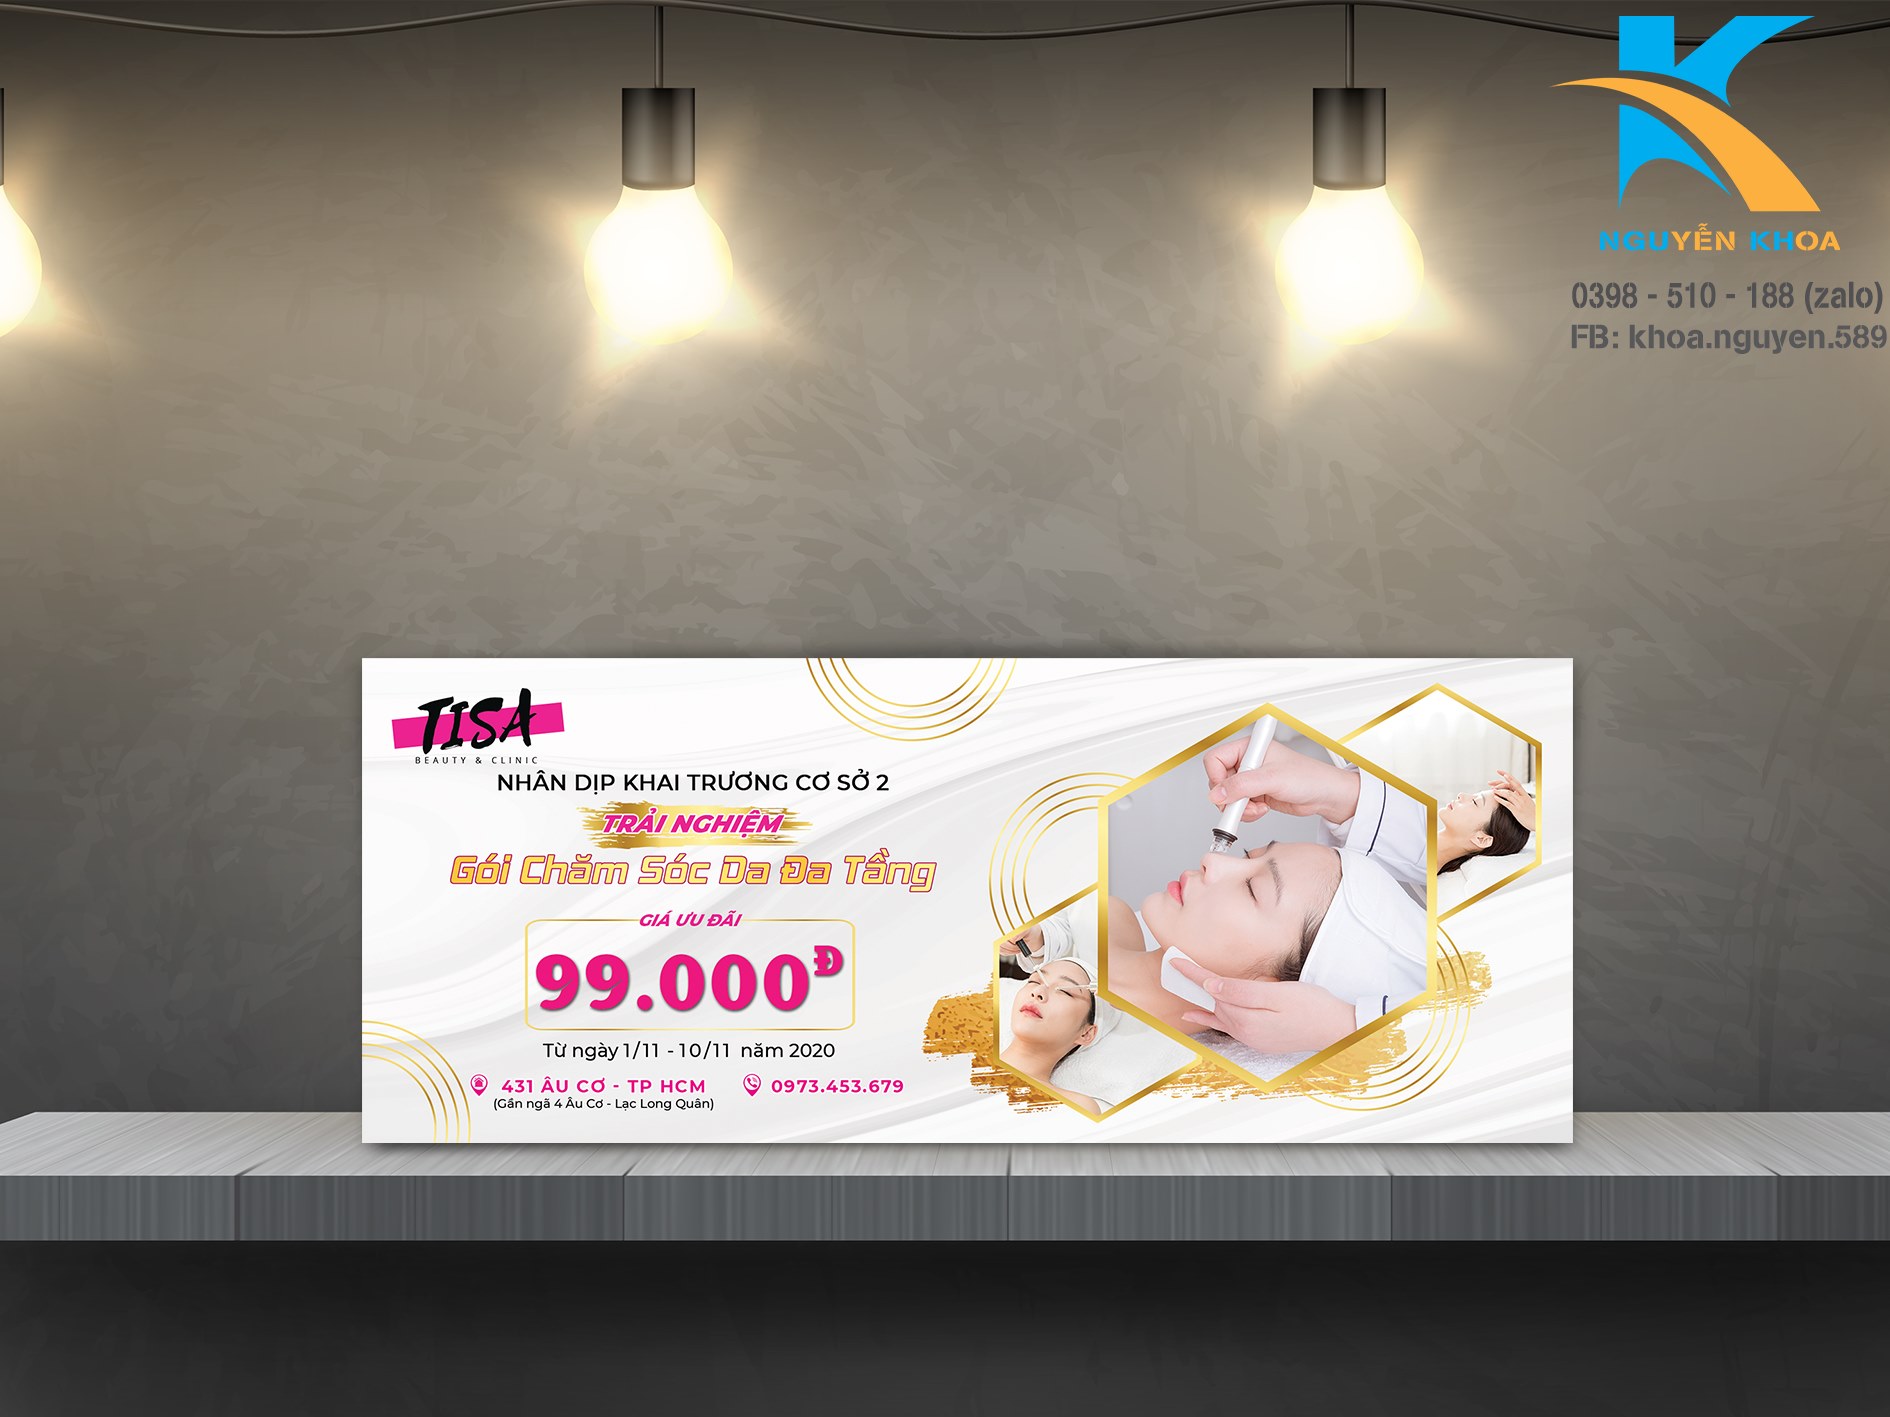 NGUYỄN KHOA
0398 - 510 - 188 (zalo)
FB: khoa.nguyen.589
TISA
BEAUTY & CLINIC
NHÂN DỊP KHAI TRƯƠNG CƠ SỞ 2
TRẢI NGHIỆM
Gói Chăm Sóc Da Đa Tầng
GIÁ ƯU ĐÃI
99.000Đ
Từ ngày 1/11 - 10/11 năm 2020
431 ÂU CƠ - TP HCM
(Gần ngã 4 Âu Cơ - Lạc Long Quân)
0973.453.679